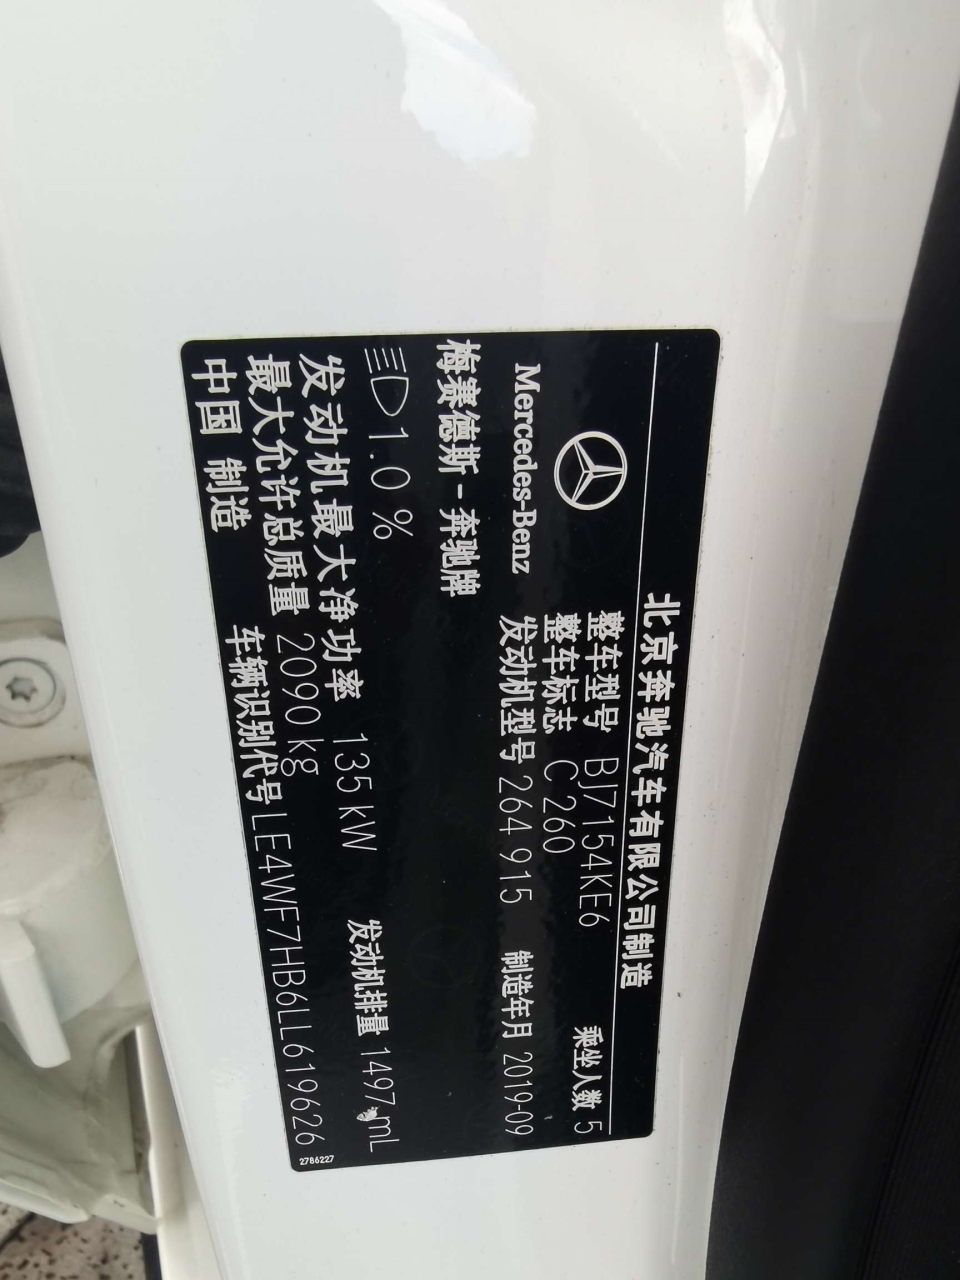 北京奔驰汽车有限公司制造
Mercedes-Benz
梅赛德斯-奔驰牌
整车型号 BJ7154KE6 乘坐人数 5
整车标志 C 260
发动机型号 264 915 制造年月 2019-09
1.0 %
发动机最大净功率 135 kW 发动机排量 1497 mL
最大允许总质量 2090 kg
中国 制造 车辆识别代号 LE4WF7HB6LL619626
2786227